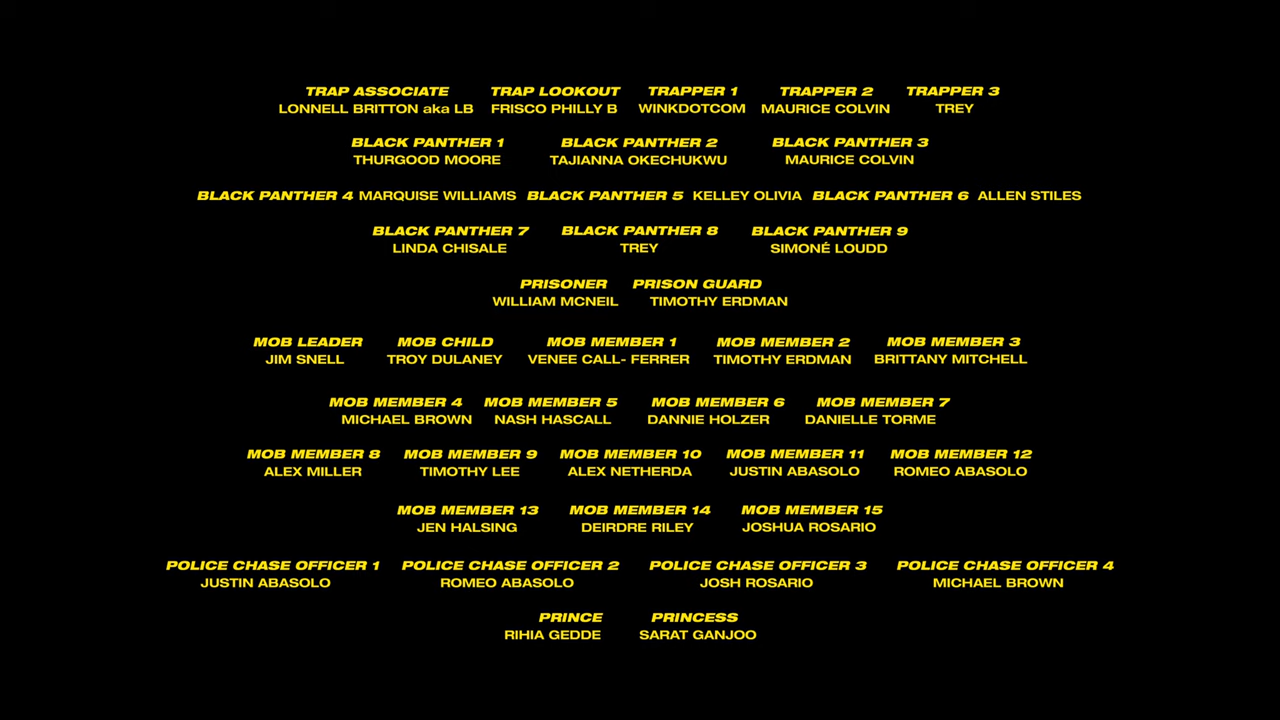 TRAP ASSOCIATE TRAP LOOKOUT TRAPPER 1 TRAPPER 2 TRAPPER 3
LONNELL BRITTON aka LB FRISCO PHILLY B WINKDOTCOM MAURICE COLVIN TREY
BLACK PANTHER 1 BLACK PANTHER 2 BLACK PANTHER 3
THURGOOD MOORE TAJIANNA OKECHUKWU MAURICE COLVIN
BLACK PANTHER 4 MARQUISE WILLIAMS BLACK PANTHER 5 KELLEY OLIVIA BLACK PANTHER 6 ALLEN STILES
BLACK PANTHER 7 BLACK PANTHER 8 BLACK PANTHER 9
LINDA CHISALE TREY SIMONÉ LOUDD
PRISONER PRISON GUARD
WILLIAM MCNEIL TIMOTHY ERDMAN
MOB LEADER MOB CHILD MOB MEMBER 1 MOB MEMBER 2 MOB MEMBER 3
JIM SNELL TROY DULANEY VENEE CALL- FERRER TIMOTHY ERDMAN BRITTANY MITCHELL
MOB MEMBER 4 MOB MEMBER 5 MOB MEMBER 6 MOB MEMBER 7
MICHAEL BROWN NASH HASCALL DANNIE HOLZER DANIELLE TORME
MOB MEMBER 8 MOB MEMBER 9 MOB MEMBER 10 MOB MEMBER 11 MOB MEMBER 12
ALEX MILLER TIMOTHY LEE ALEX NETHERDA JUSTIN ABASOLO ROMEO ABASOLO
MOB MEMBER 13 MOB MEMBER 14 MOB MEMBER 15
JEN HALSING DEIRDRE RILEY JOSHUA ROSARIO
POLICE CHASE OFFICER 1 POLICE CHASE OFFICER 2 POLICE CHASE OFFICER 3 POLICE CHASE OFFICER 4
JUSTIN ABASOLO ROMEO ABASOLO JOSH ROSARIO MICHAEL BROWN
PRINCE PRINCESS
RIHIA GEDDE SARAT GANJOO